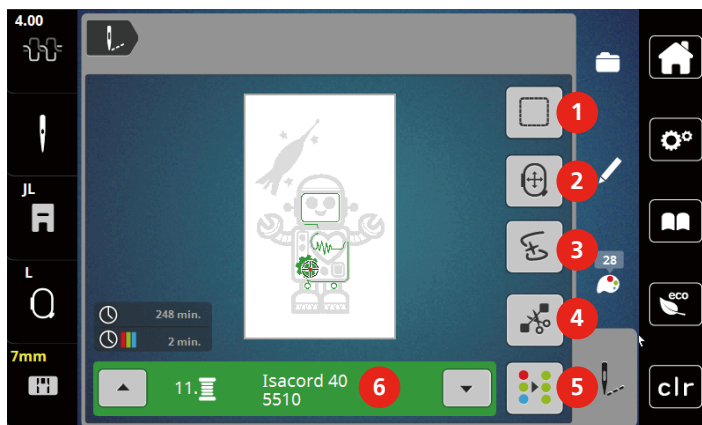 4.00
JL
L
7mm
248 min.
2 min.
11.
Isacord 40
5510
1
2
3
4
5
6
28
eco
clr